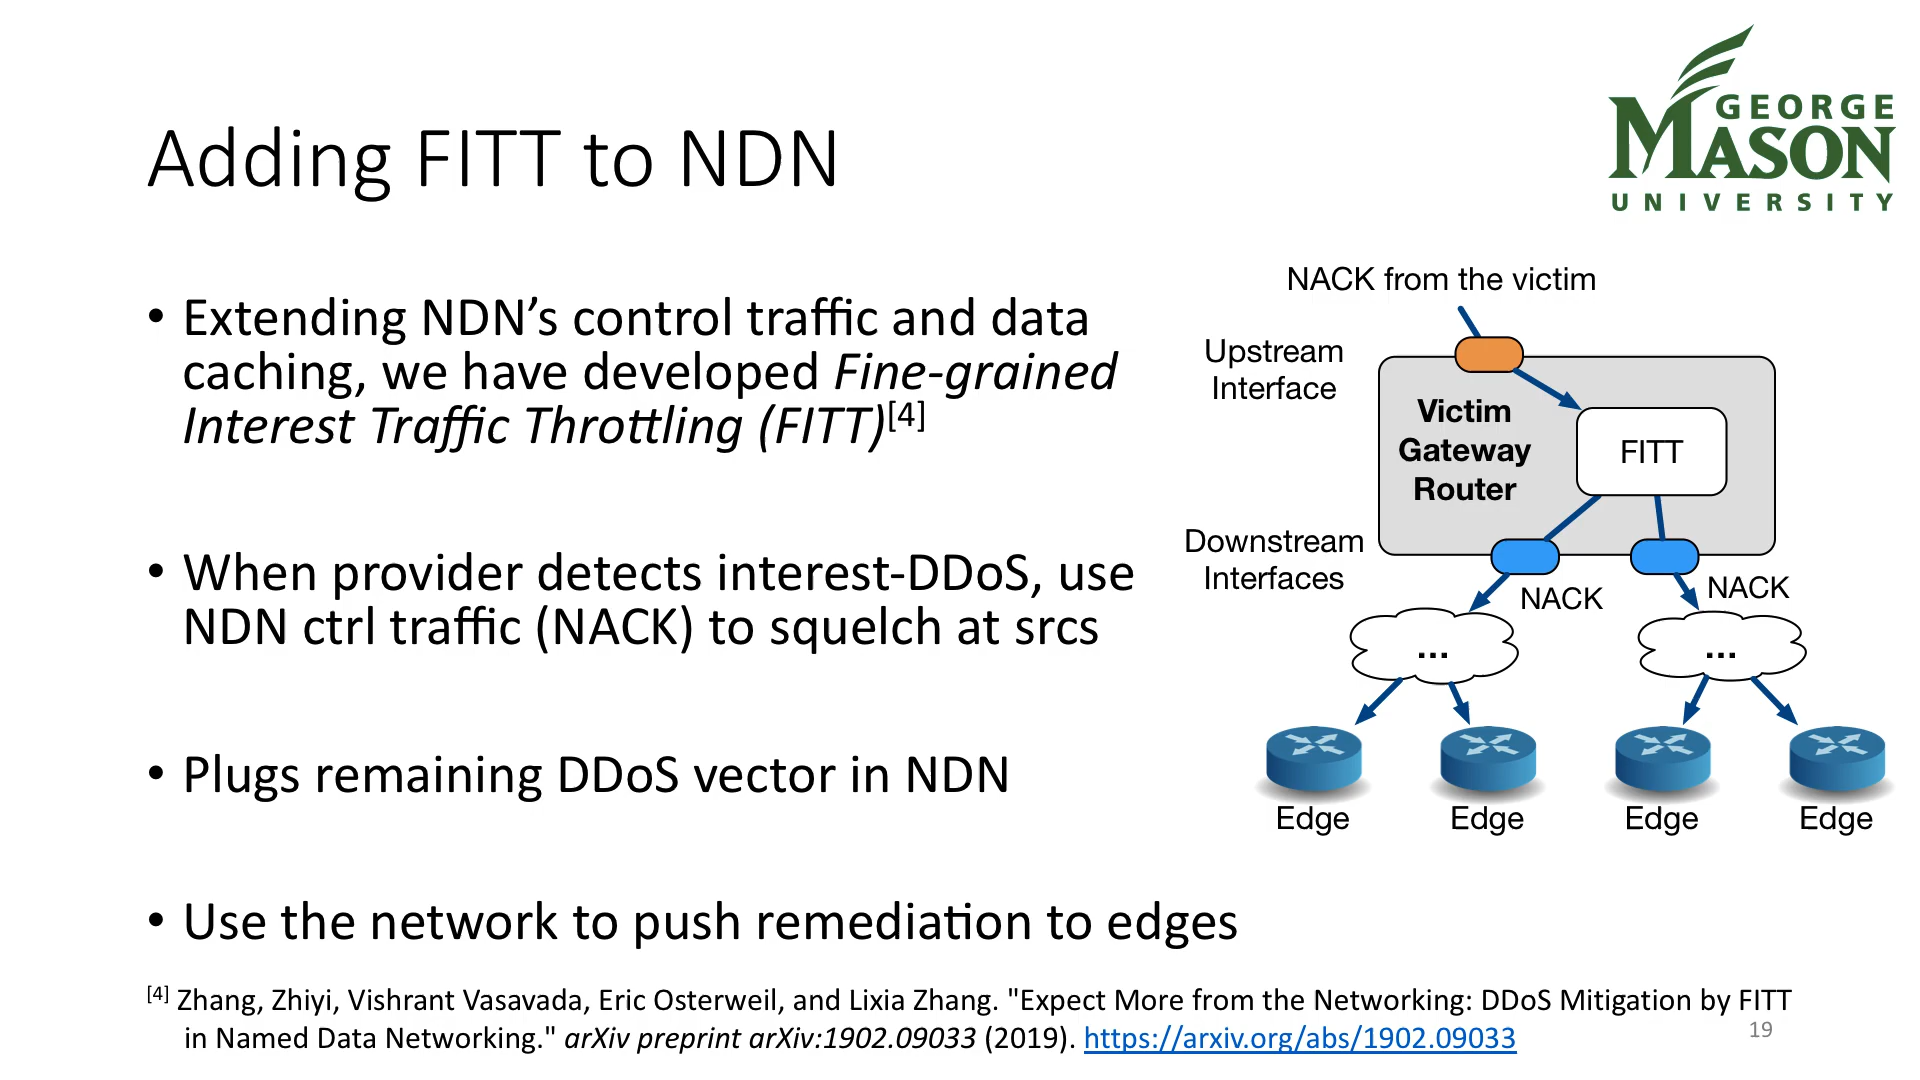 GEORGE
MASON
UNIVERSITY
Adding FITT to NDN
• Extending NDN’s control traffic and data
caching, we have developed Fine-grained
Interest Traffic Throttling (FITT)[4]
• When provider detects interest-DDoS, use
NDN ctrl traffic (NACK) to squelch at srcs
• Plugs remaining DDoS vector in NDN
• Use the network to push remediation to edges
NACK from the victim
Upstream
Interface
Victim
Gateway
Router
FITT
Downstream
Interfaces
NACK
NACK
...
...
Edge
Edge
Edge
Edge
[4] Zhang, Zhiyi, Vishrant Vasavada, Eric Osterweil, and Lixia Zhang. "Expect More from the Networking: DDoS Mitigation by FITT
in Named Data Networking." arXiv preprint arXiv:1902.09033 (2019). https://arxiv.org/abs/1902.09033
19